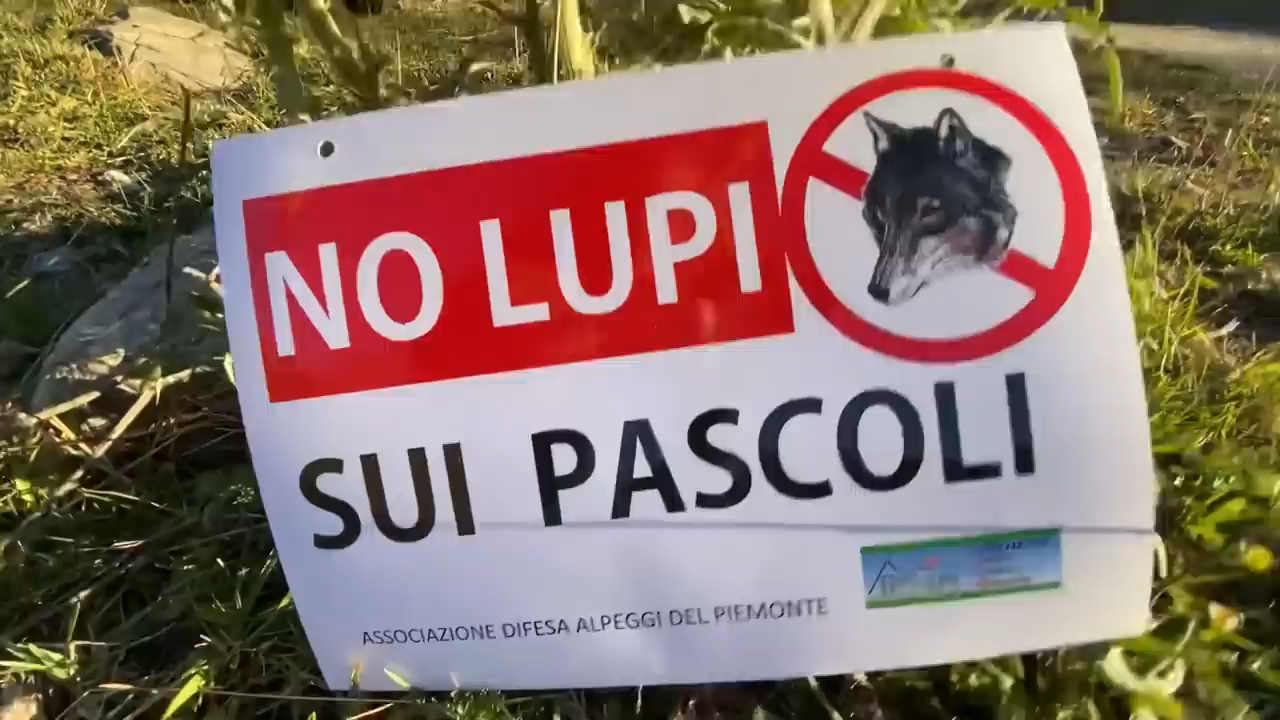 NO LUPI
SUI PASCOLI
ASSOCIAZIONE DIFESA ALPEGGI DEL PIEMONTE